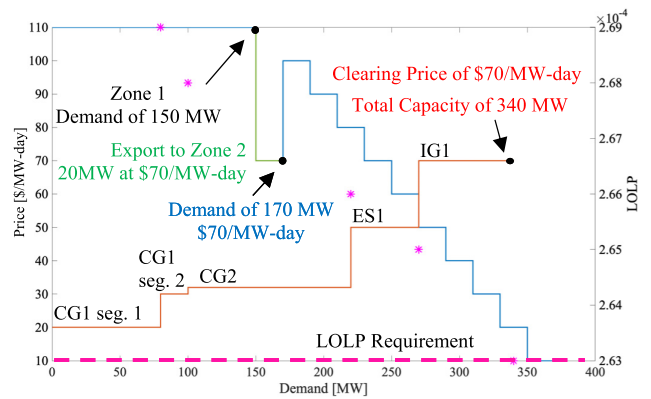 ×10⁻⁴
110
100
90
80
70
60
50
40
30
20
10
Price [$/MW-day]
2.69
2.68
2.67
2.66
2.65
2.64
2.63
LOLP
Zone 1
Demand of 150 MW
Export to Zone 2
20MW at $70/MW-day
Demand of 170 MW
$70/MW-day
Clearing Price of $70/MW-day
Total Capacity of 340 MW
IG1
ES1
CG1
seg. 2
CG2
CG1 seg. 1
LOLP Requirement
0 50 100 150 200 250 300 350 400
Demand [MW]